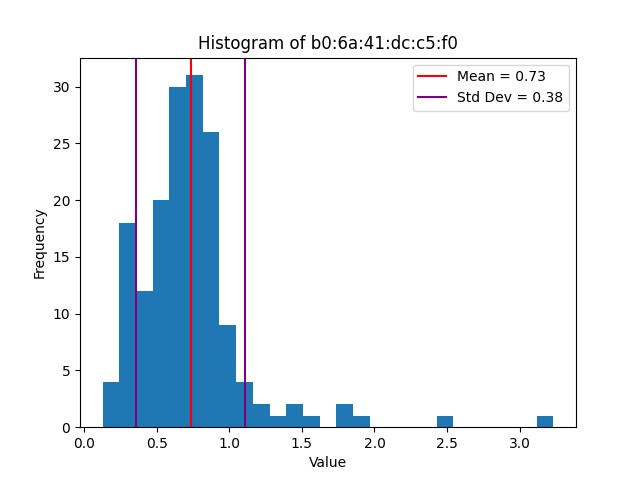 Histogram of b0:6a:41:dc:c5:f0
Mean = 0.73
Std Dev = 0.38
Frequency
30
25
20
15
10
5
0
0.0 0.5 1.0 1.5 2.0 2.5 3.0
Value